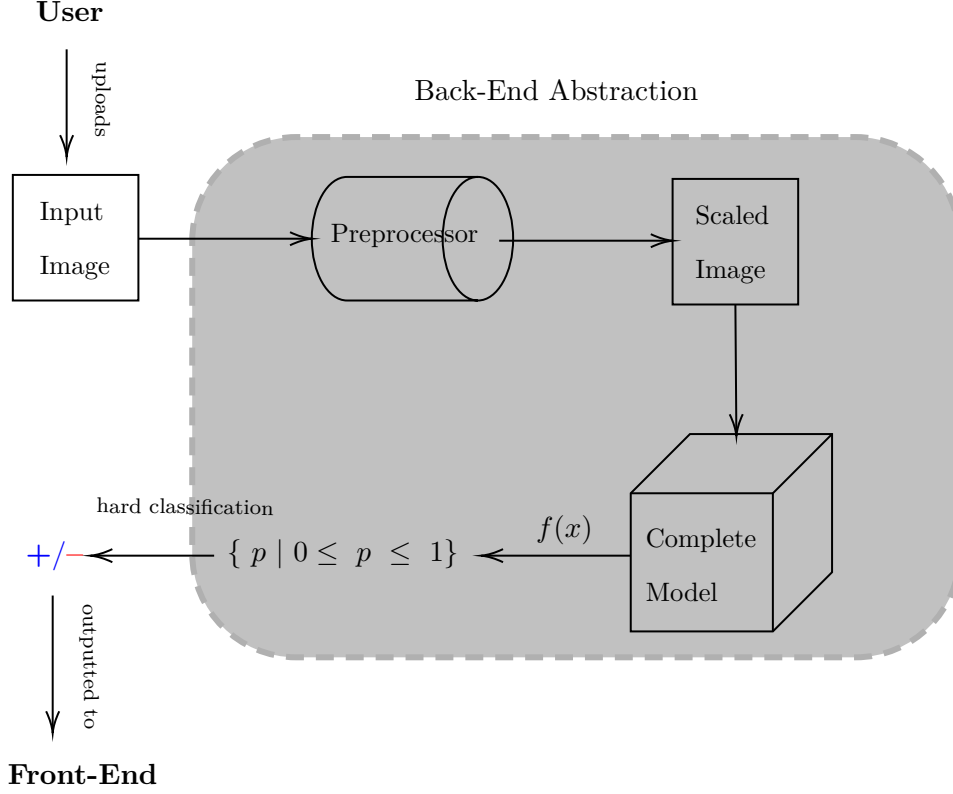 User
uploads
Back-End Abstraction
Input
Image
Preprocessor
Scaled
Image
hard classification
+/−
{ p | 0 ≤ p ≤ 1}
f(x)
Complete
Model
outputted to
Front-End